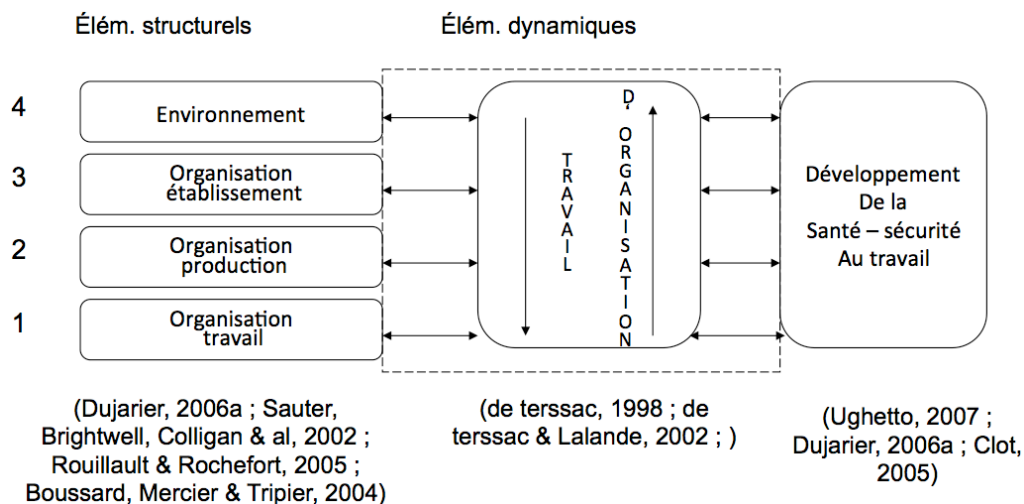 Élém. structurels
Élém. dynamiques
4
Environnement
3
Organisation
établissement
2
Organisation
production
1
Organisation
travail
TRAVAIL
D' ORGANISATION
Développement
De la
Santé – sécurité
Au travail
(Dujarier, 2006a ; Sauter,
Brightwell, Colligan & al, 2002 ;
Rouillault & Rochefort, 2005 ;
Boussard, Mercier & Tripier, 2004)
(de terssac, 1998 ; de
terssac & Lalande, 2002 ; )
(Ughetto, 2007 ;
Dujarier, 2006a ; Clot,
2005)